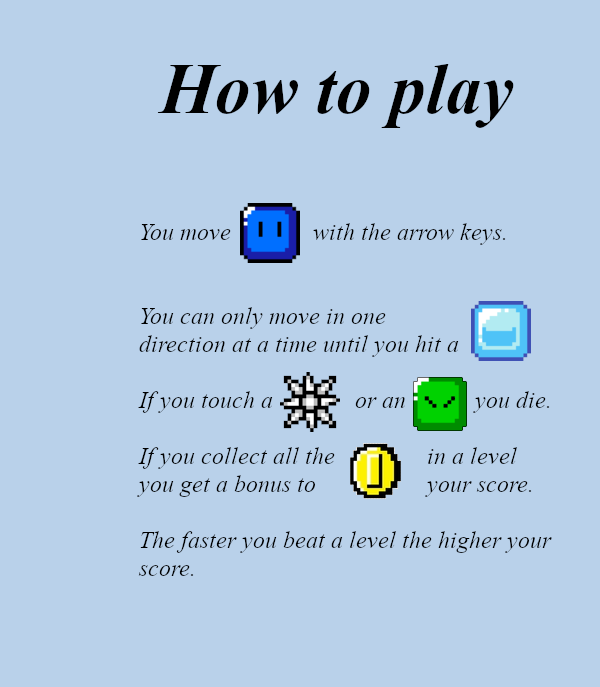 How to play
You move with the arrow keys.
You can only move in one
direction at a time until you hit a
If you touch a or an you die.
If you collect all the in a level
you get a bonus to your score.
The faster you beat a level the higher your
score.